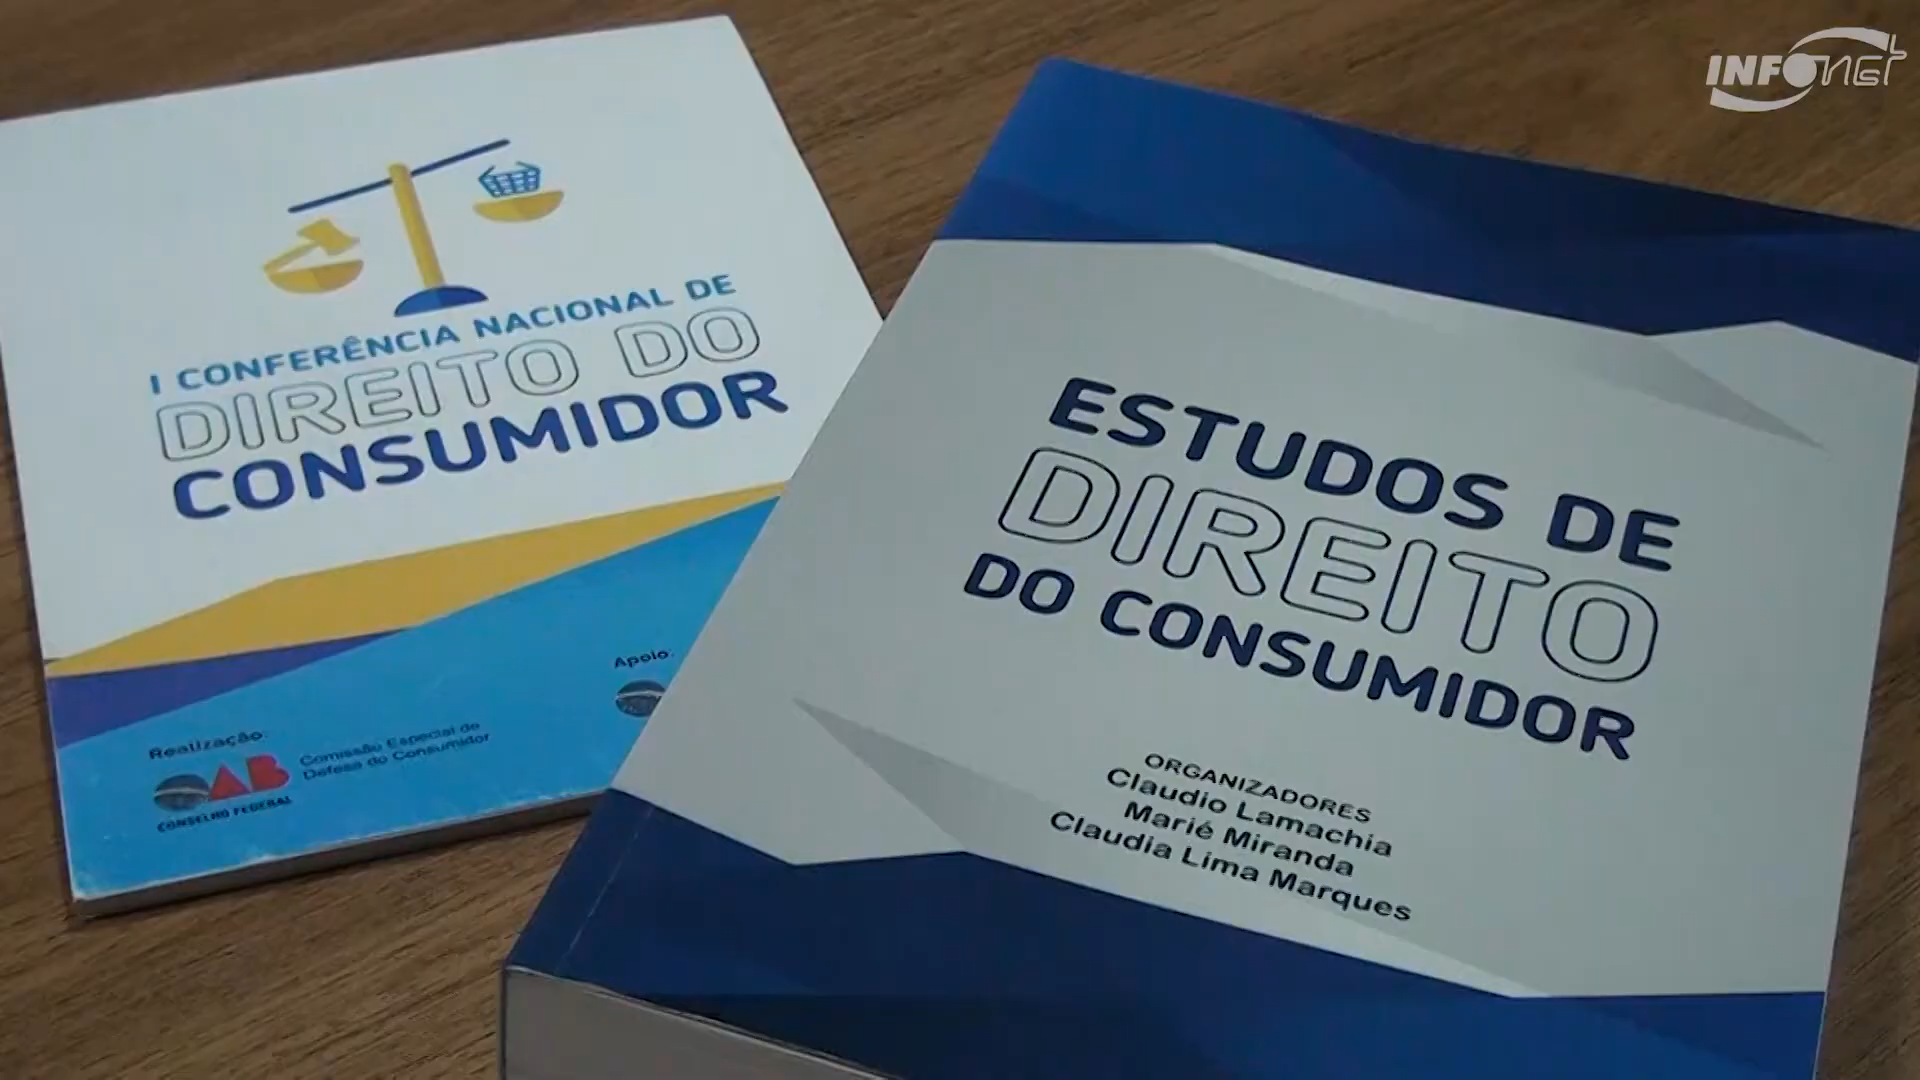 INFONET
I CONFERÊNCIA NACIONAL DE
DIREITO DO
CONSUMIDOR
Realização:
OAB
CONSELHO FEDERAL
Comissão Especial de
Defesa do Consumidor
Apoio:
ESTUDOS DE
DIREITO
DO CONSUMIDOR
ORGANIZADORES
Claudio Lamachia
Marié Miranda
Claudia Lima Marques